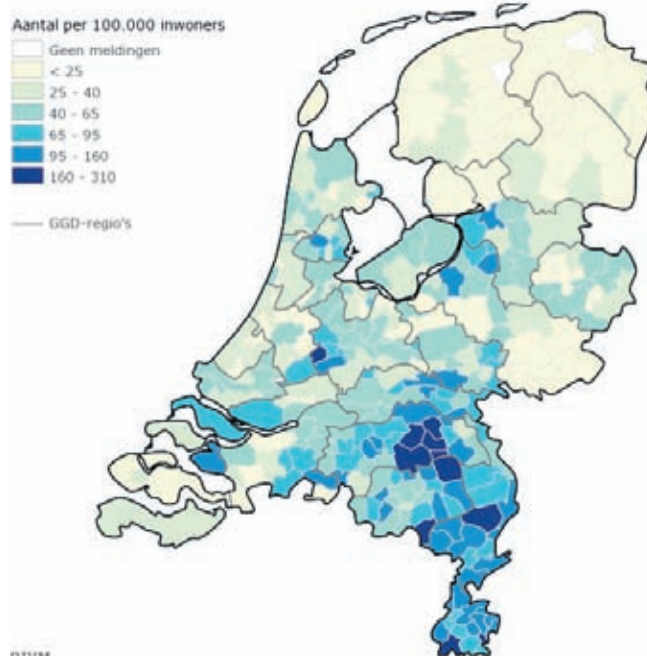 Aantal per 100.000 inwoners
Geen meldingen
< 25
25 - 40
40 - 65
65 - 95
95 - 160
160 - 310
GGD-regio's
RIVM